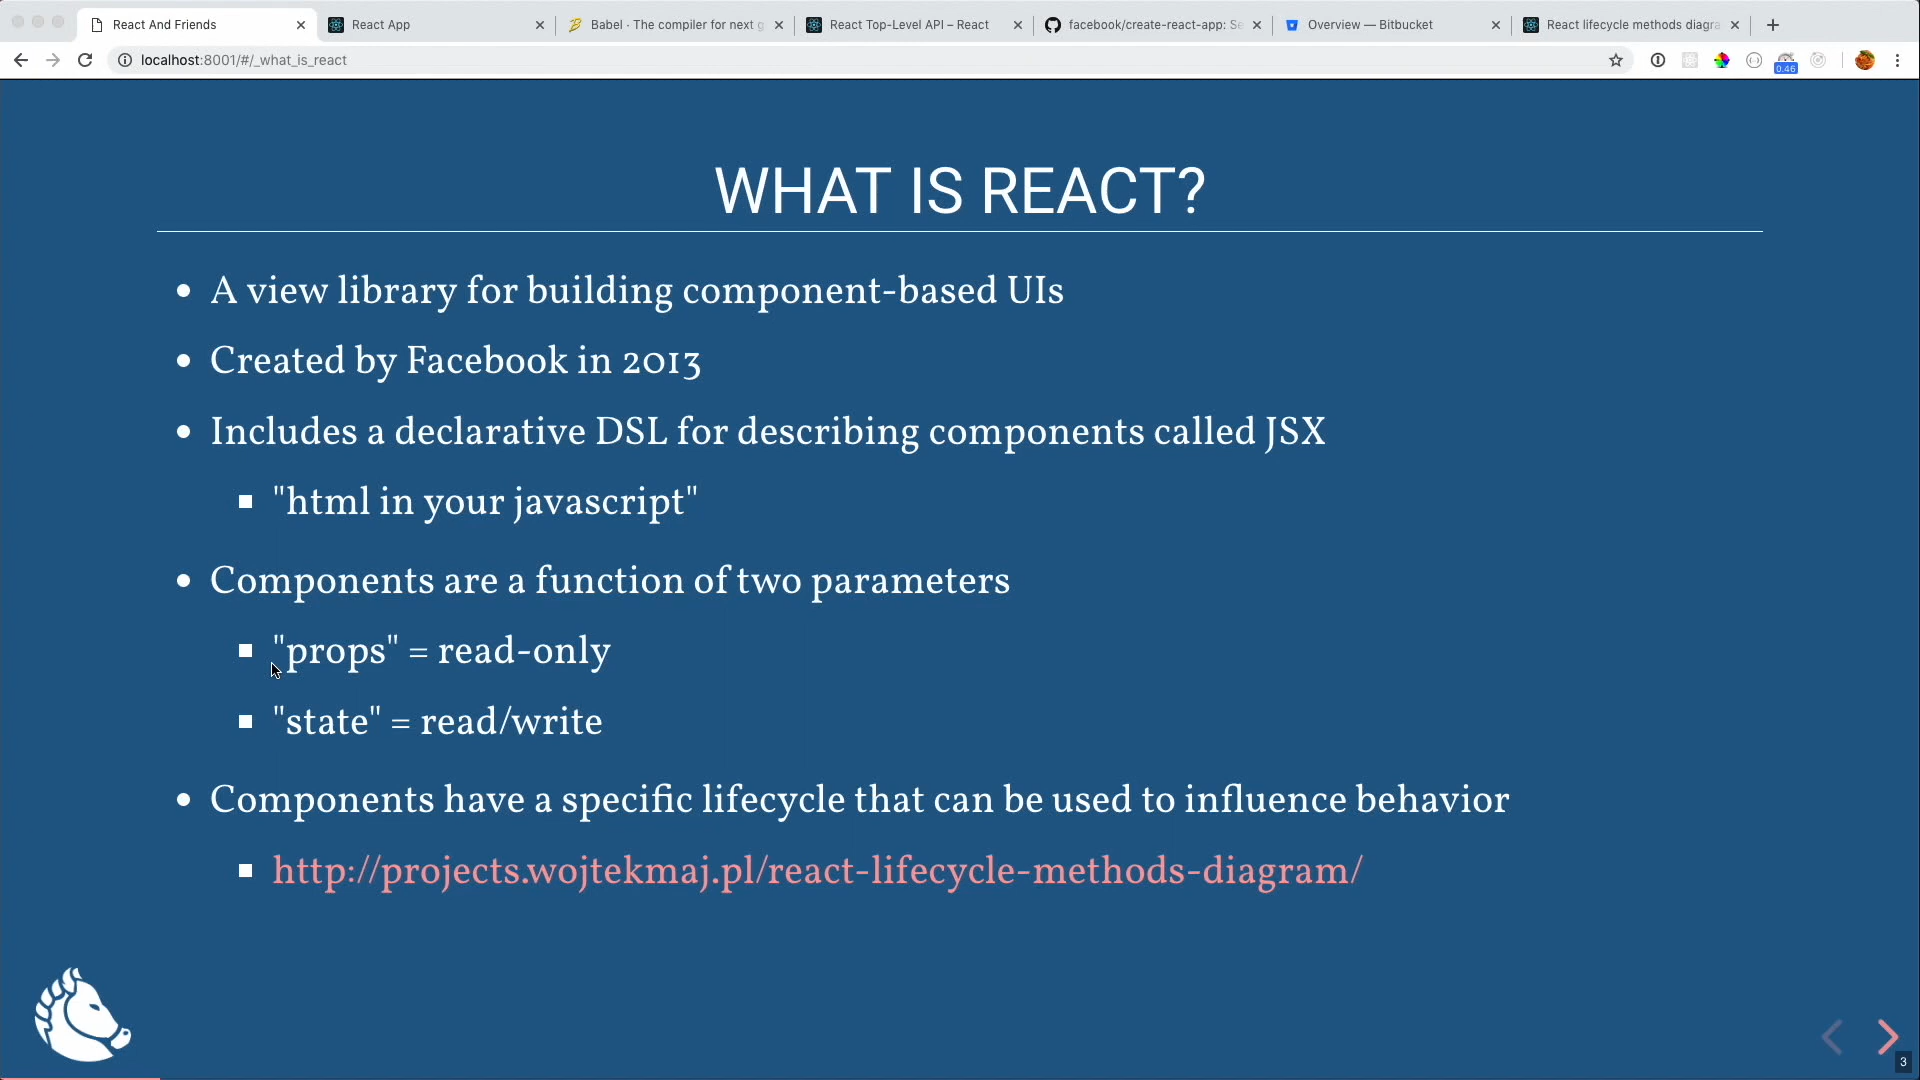 React And Friends
React App
Babel · The compiler for next g
React Top-Level API – React
facebook/create-react-app: Se
Overview — Bitbucket
React lifecycle methods diagra
localhost:8001/#/_what_is_react
0.46
WHAT IS REACT?
A view library for building component-based UIs
Created by Facebook in 2013
Includes a declarative DSL for describing components called JSX
"html in your javascript"
Components are a function of two parameters
"props" = read-only
"state" = read/write
Components have a specific lifecycle that can be used to influence behavior
http://projects.wojtekmaj.pl/react-lifecycle-methods-diagram/
3